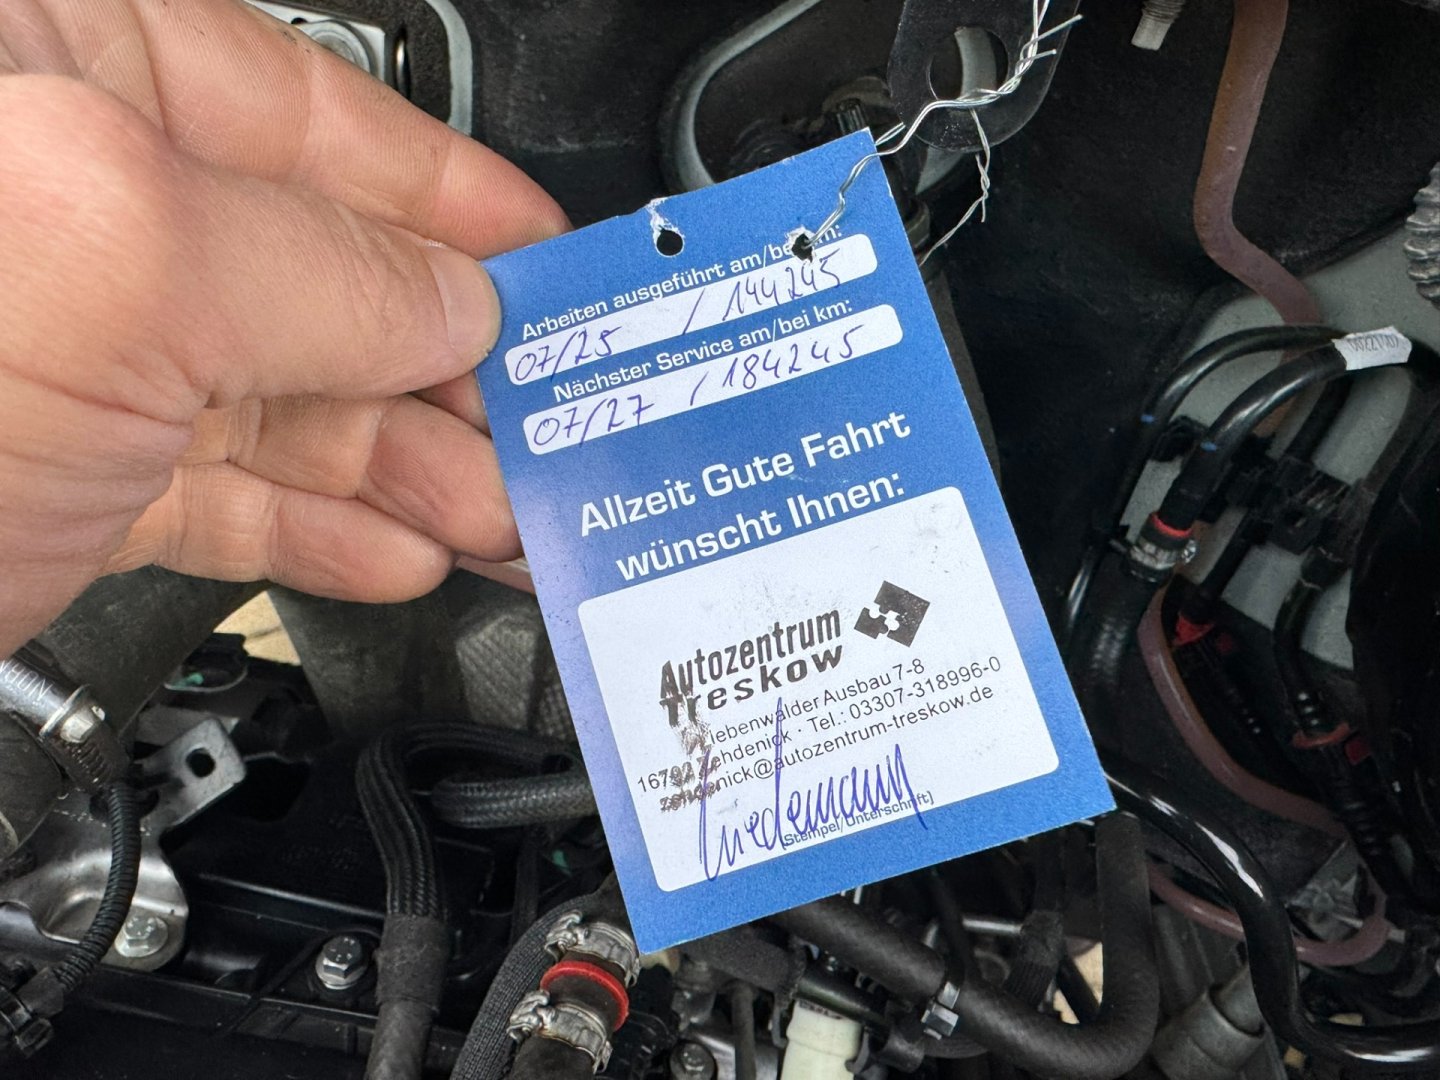 Arbeiten ausgeführt am/bei km:
07/25 / 144245
Nächster Service am/bei km:
07/27 / 184245
Allzeit Gute Fahrt
wünscht Ihnen:
Autozentrum
Treskow
Ausbau 7-8
16792 Zehdenick · Tel.: 03307-318996-0
zehdenick@autozentrum-treskow.de
[Stempel/Unterschrift]